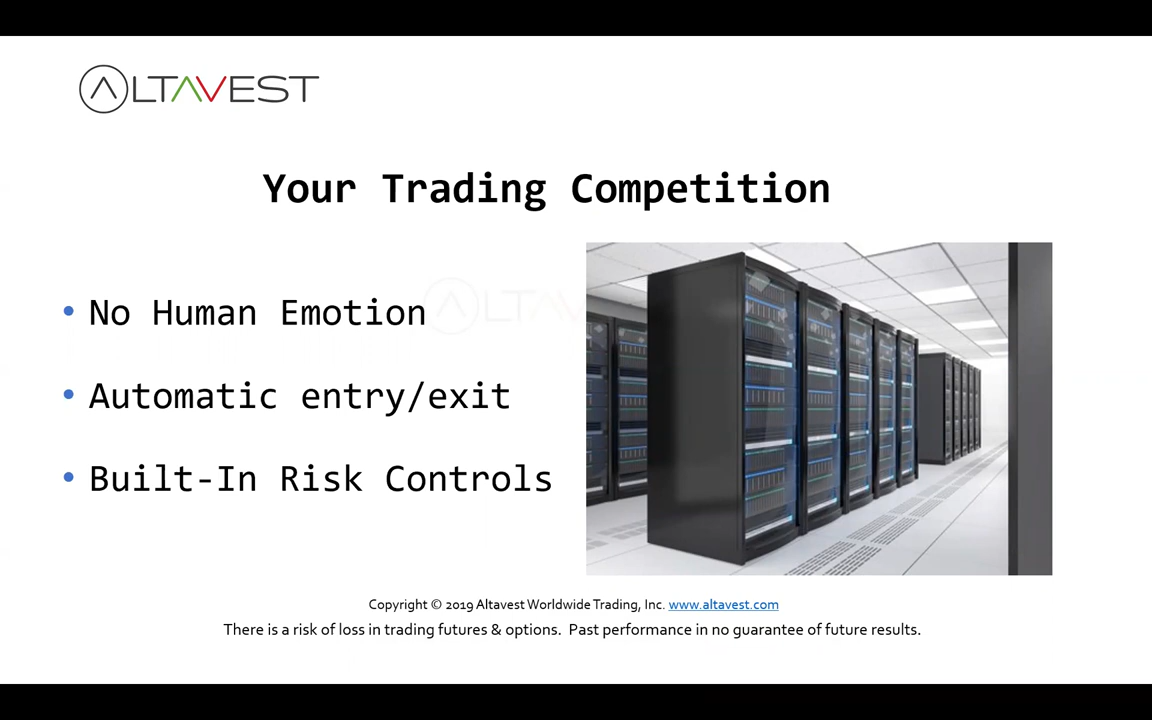 ALTAVEST
Your Trading Competition
• No Human Emotion
• Automatic entry/exit
• Built-In Risk Controls
Copyright © 2019 Altavest Worldwide Trading, Inc. www.altavest.com
There is a risk of loss in trading futures & options.  Past performance in no guarantee of future results.